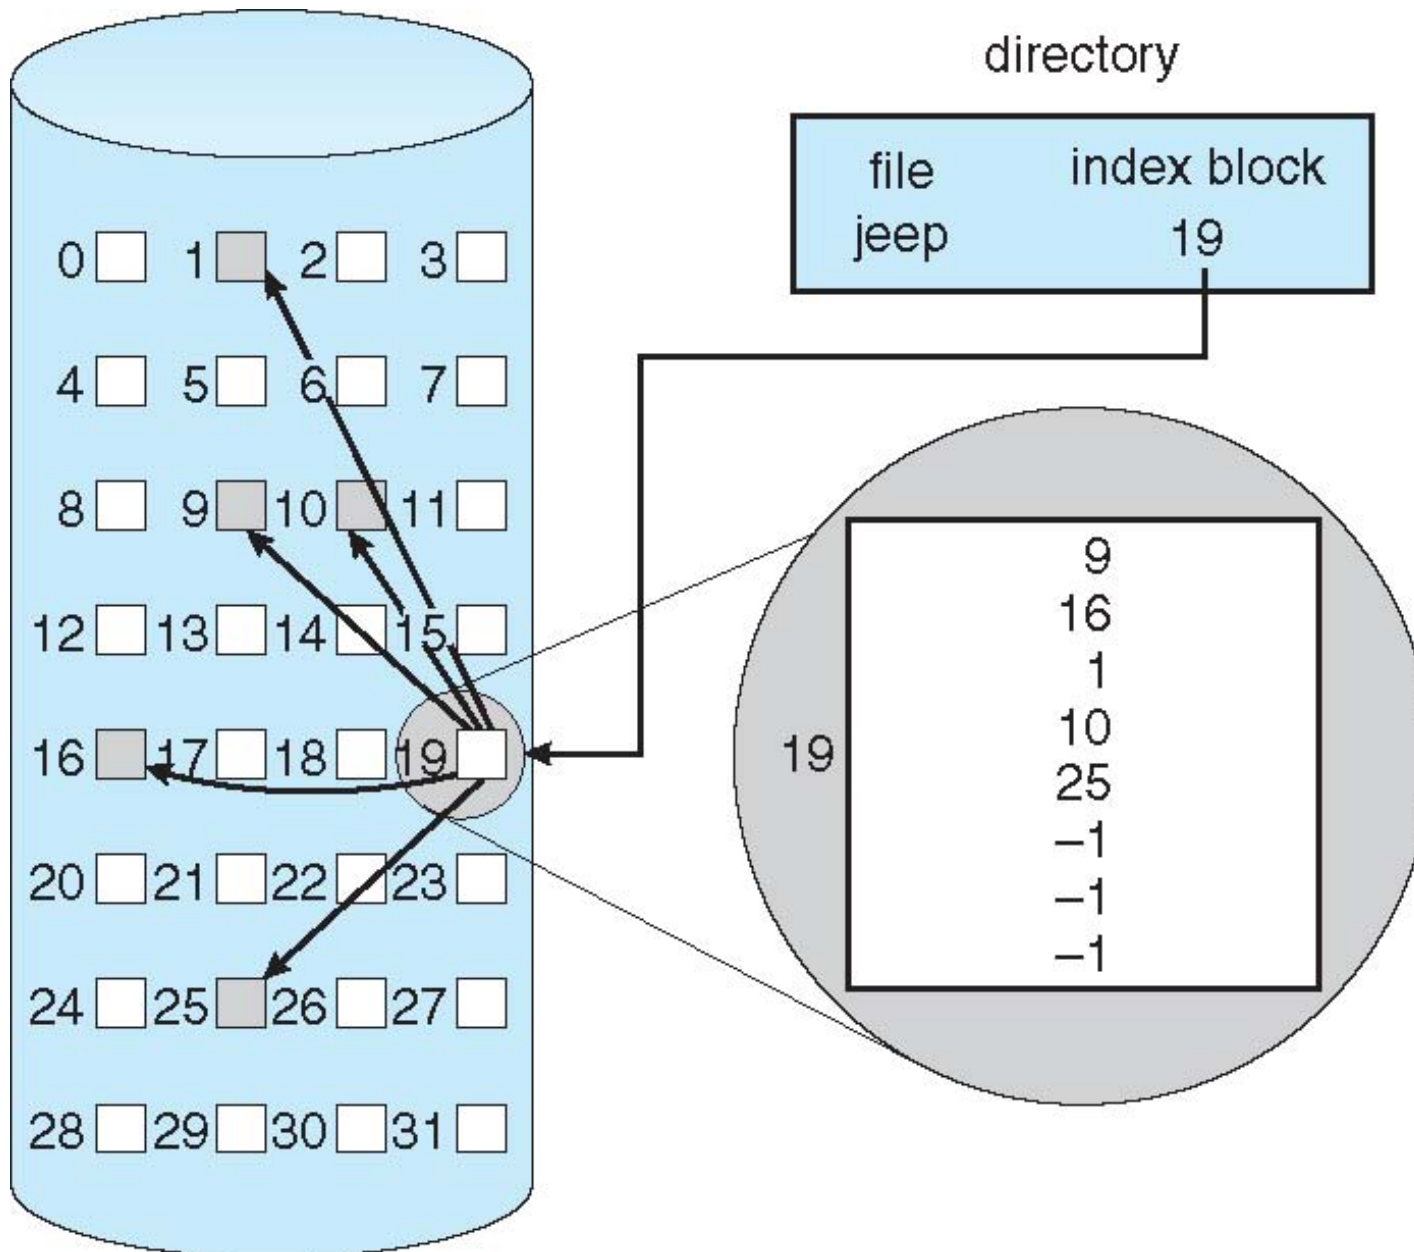 directory
file index block
jeep 19
0 1 2 3
4 5 6 7
8 9 10 11
12 13 14 15
16 17 18 19
20 21 22 23
24 25 26 27
28 29 30 31
19
9
16
1
10
25
–1
–1
–1